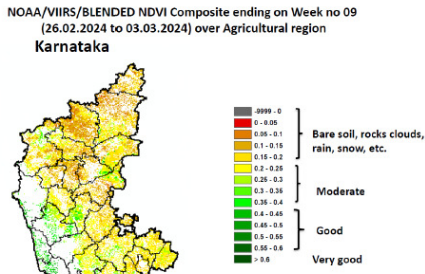 NOAA/VIIRS/BLENDED NDVI Composite ending on Week no 09
(26.02.2024 to 03.03.2024) over Agricultural region
Karnataka
-9999 - 0
0 - 0.05
0.05 - 0.1
0.1 - 0.15
0.15 - 0.2
0.2 - 0.25
0.25 - 0.3
0.3 - 0.35
0.35 - 0.4
0.4 - 0.45
0.45 - 0.5
0.5 - 0.55
0.55 - 0.6
> 0.6
Bare soil, rocks clouds,
rain, snow, etc.
Moderate
Good
Very good